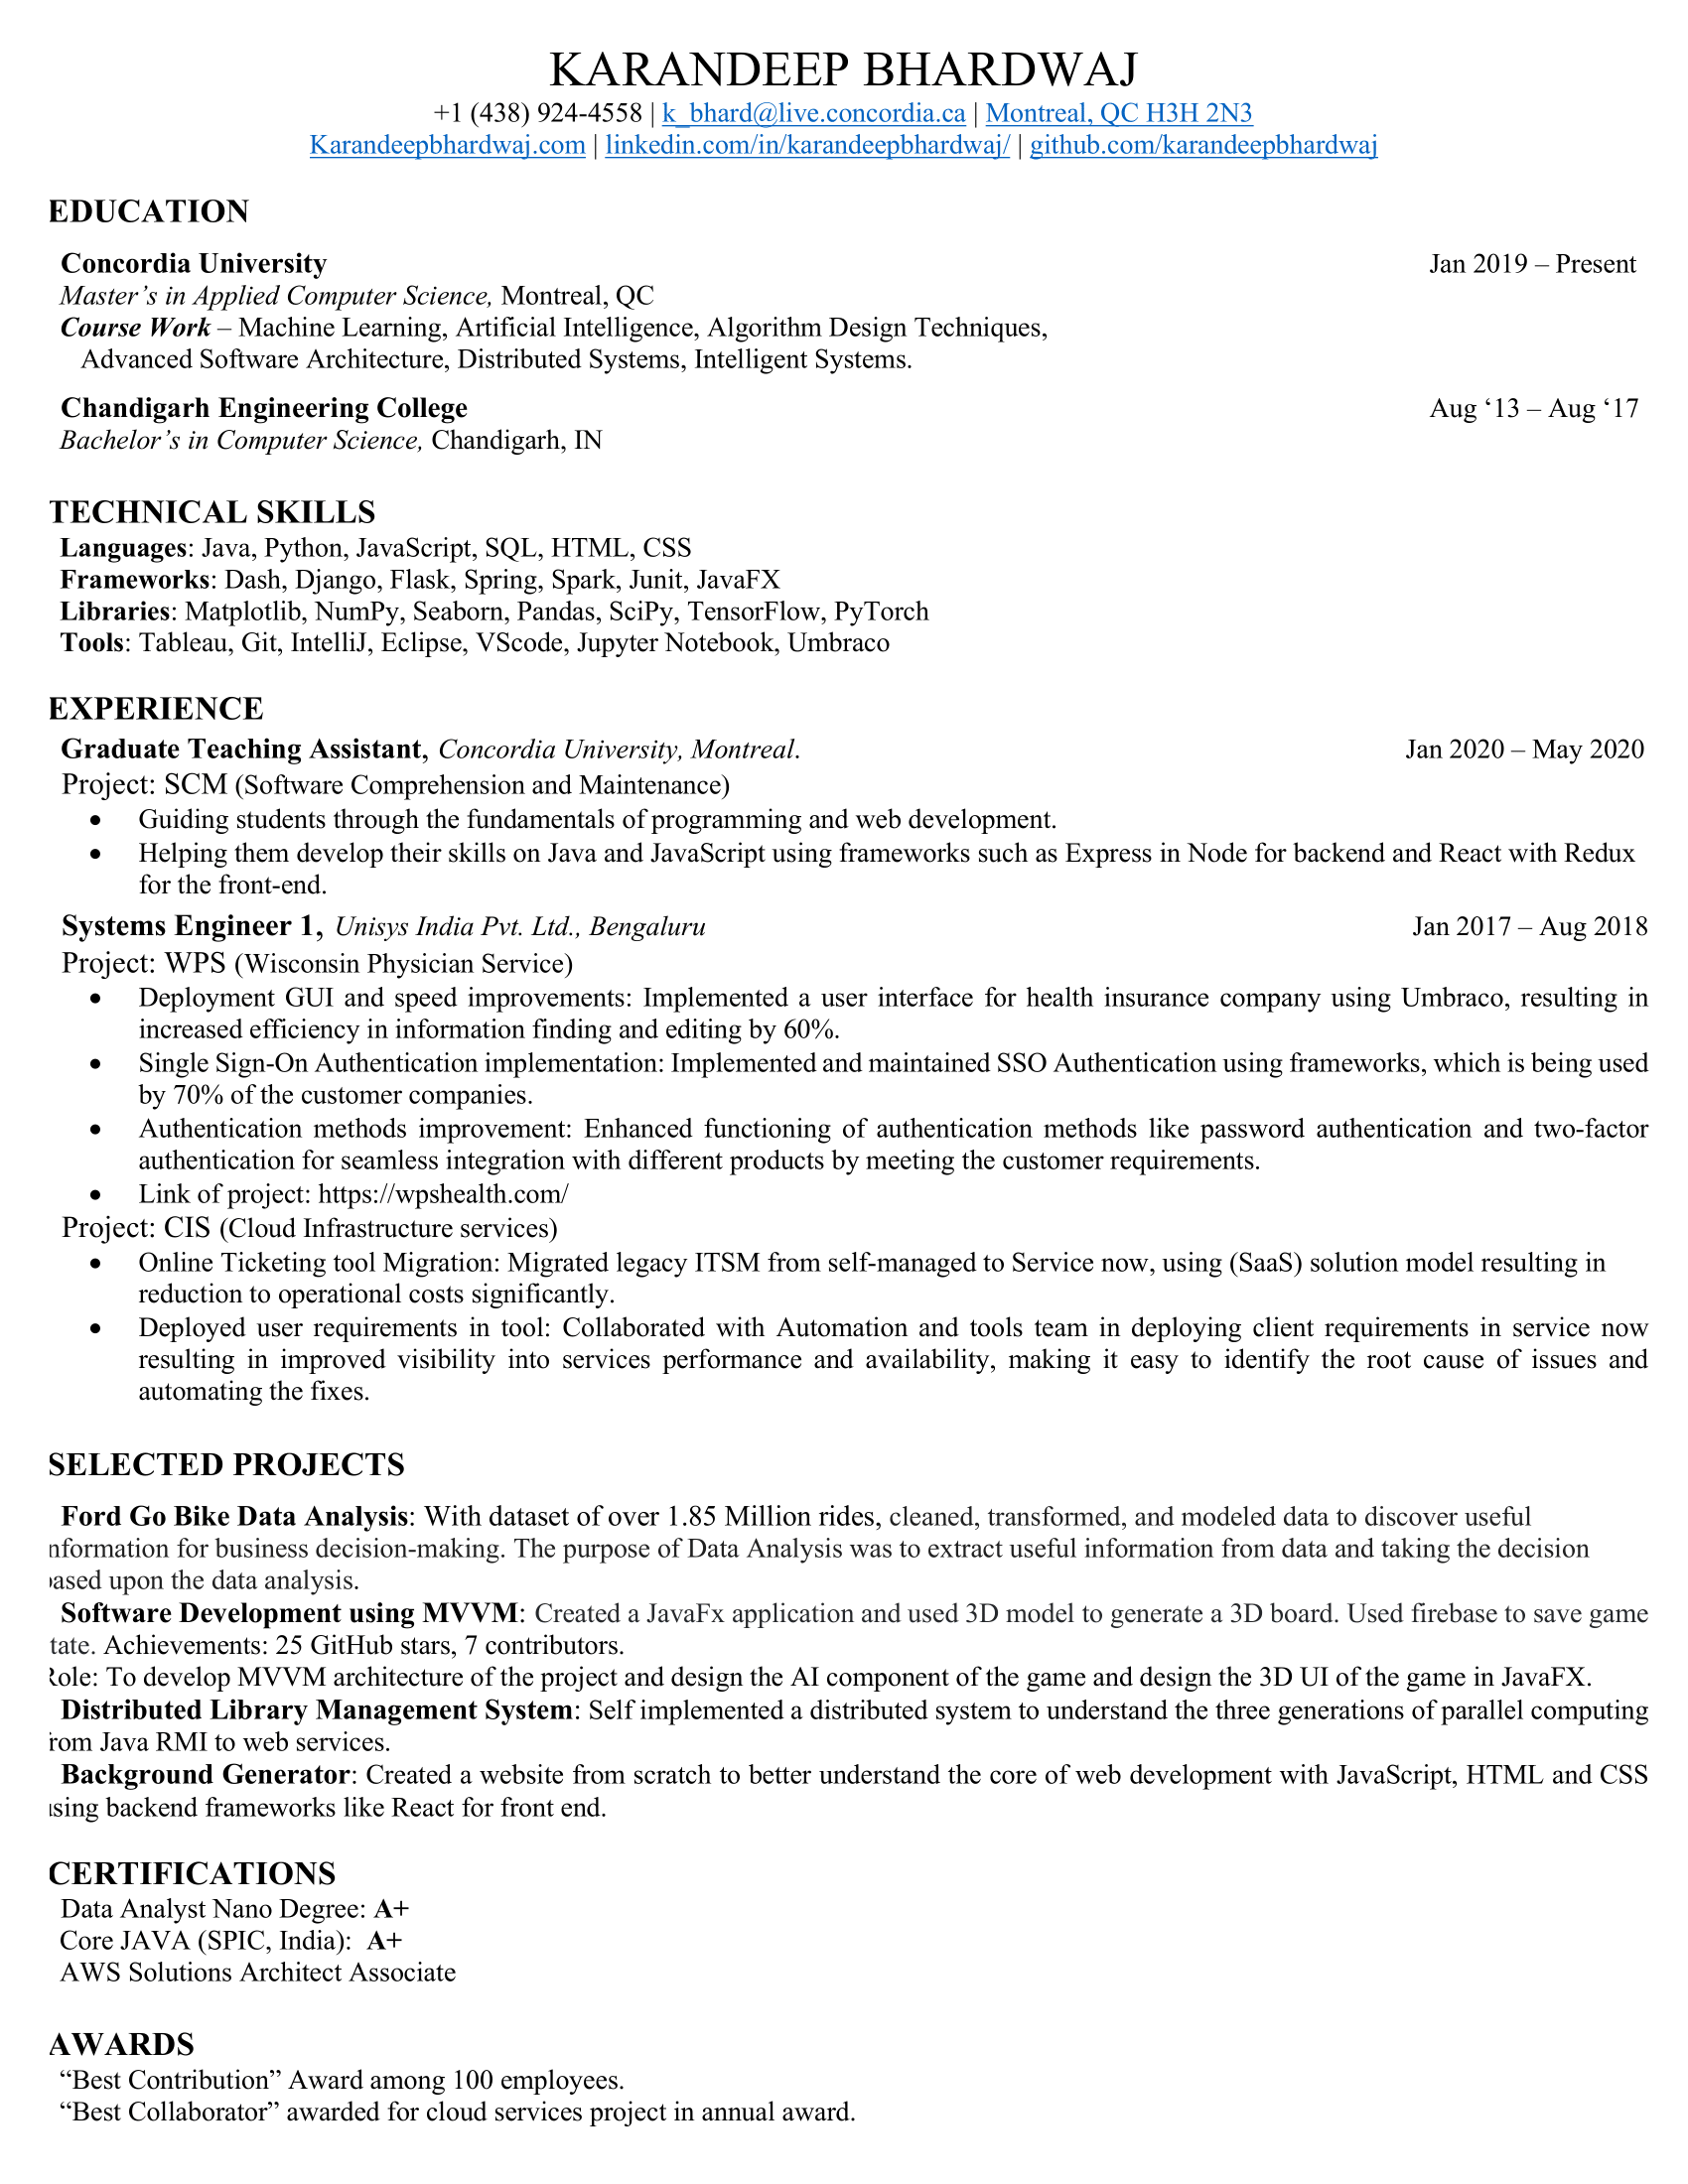 KARANDEEP BHARDWAJ
+1 (438) 924-4558 | k_bhard@live.concordia.ca | Montreal, QC H3H 2N3
Karandeepbhardwaj.com | linkedin.com/in/karandeepbhardwaj/ | github.com/karandeepbhardwaj
EDUCATION
Concordia University Jan 2019 – Present
Master’s in Applied Computer Science, Montreal, QC
Course Work – Machine Learning, Artificial Intelligence, Algorithm Design Techniques,
Advanced Software Architecture, Distributed Systems, Intelligent Systems.
Chandigarh Engineering College Aug ‘13 – Aug ‘17
Bachelor’s in Computer Science, Chandigarh, IN
TECHNICAL SKILLS
Languages: Java, Python, JavaScript, SQL, HTML, CSS
Frameworks: Dash, Django, Flask, Spring, Spark, Junit, JavaFX
Libraries: Matplotlib, NumPy, Seaborn, Pandas, SciPy, TensorFlow, PyTorch
Tools: Tableau, Git, IntelliJ, Eclipse, VScode, Jupyter Notebook, Umbraco
EXPERIENCE
Graduate Teaching Assistant, Concordia University, Montreal. Jan 2020 – May 2020
Project: SCM (Software Comprehension and Maintenance)
• Guiding students through the fundamentals of programming and web development.
• Helping them develop their skills on Java and JavaScript using frameworks such as Express in Node for backend and React with Redux
for the front-end.
Systems Engineer 1, Unisys India Pvt. Ltd., Bengaluru Jan 2017 – Aug 2018
Project: WPS (Wisconsin Physician Service)
• Deployment GUI and speed improvements: Implemented a user interface for health insurance company using Umbraco, resulting in
increased efficiency in information finding and editing by 60%.
• Single Sign-On Authentication implementation: Implemented and maintained SSO Authentication using frameworks, which is being used
by 70% of the customer companies.
• Authentication methods improvement: Enhanced functioning of authentication methods like password authentication and two-factor
authentication for seamless integration with different products by meeting the customer requirements.
• Link of project: https://wpshealth.com/
Project: CIS (Cloud Infrastructure services)
• Online Ticketing tool Migration: Migrated legacy ITSM from self-managed to Service now, using (SaaS) solution model resulting in
reduction to operational costs significantly.
• Deployed user requirements in tool: Collaborated with Automation and tools team in deploying client requirements in service now
resulting in improved visibility into services performance and availability, making it easy to identify the root cause of issues and
automating the fixes.
SELECTED PROJECTS
Ford Go Bike Data Analysis: With dataset of over 1.85 Million rides, cleaned, transformed, and modeled data to discover useful
nformation for business decision-making. The purpose of Data Analysis was to extract useful information from data and taking the decision
ased upon the data analysis.
Software Development using MVVM: Created a JavaFx application and used 3D model to generate a 3D board. Used firebase to save game
tate. Achievements: 25 GitHub stars, 7 contributors.
Role: To develop MVVM architecture of the project and design the AI component of the game and design the 3D UI of the game in JavaFX.
Distributed Library Management System: Self implemented a distributed system to understand the three generations of parallel computing
from Java RMI to web services.
Background Generator: Created a website from scratch to better understand the core of web development with JavaScript, HTML and CSS
using backend frameworks like React for front end.
CERTIFICATIONS
Data Analyst Nano Degree: A+
Core JAVA (SPIC, India): A+
AWS Solutions Architect Associate
AWARDS
“Best Contribution” Award among 100 employees.
“Best Collaborator” awarded for cloud services project in annual award.